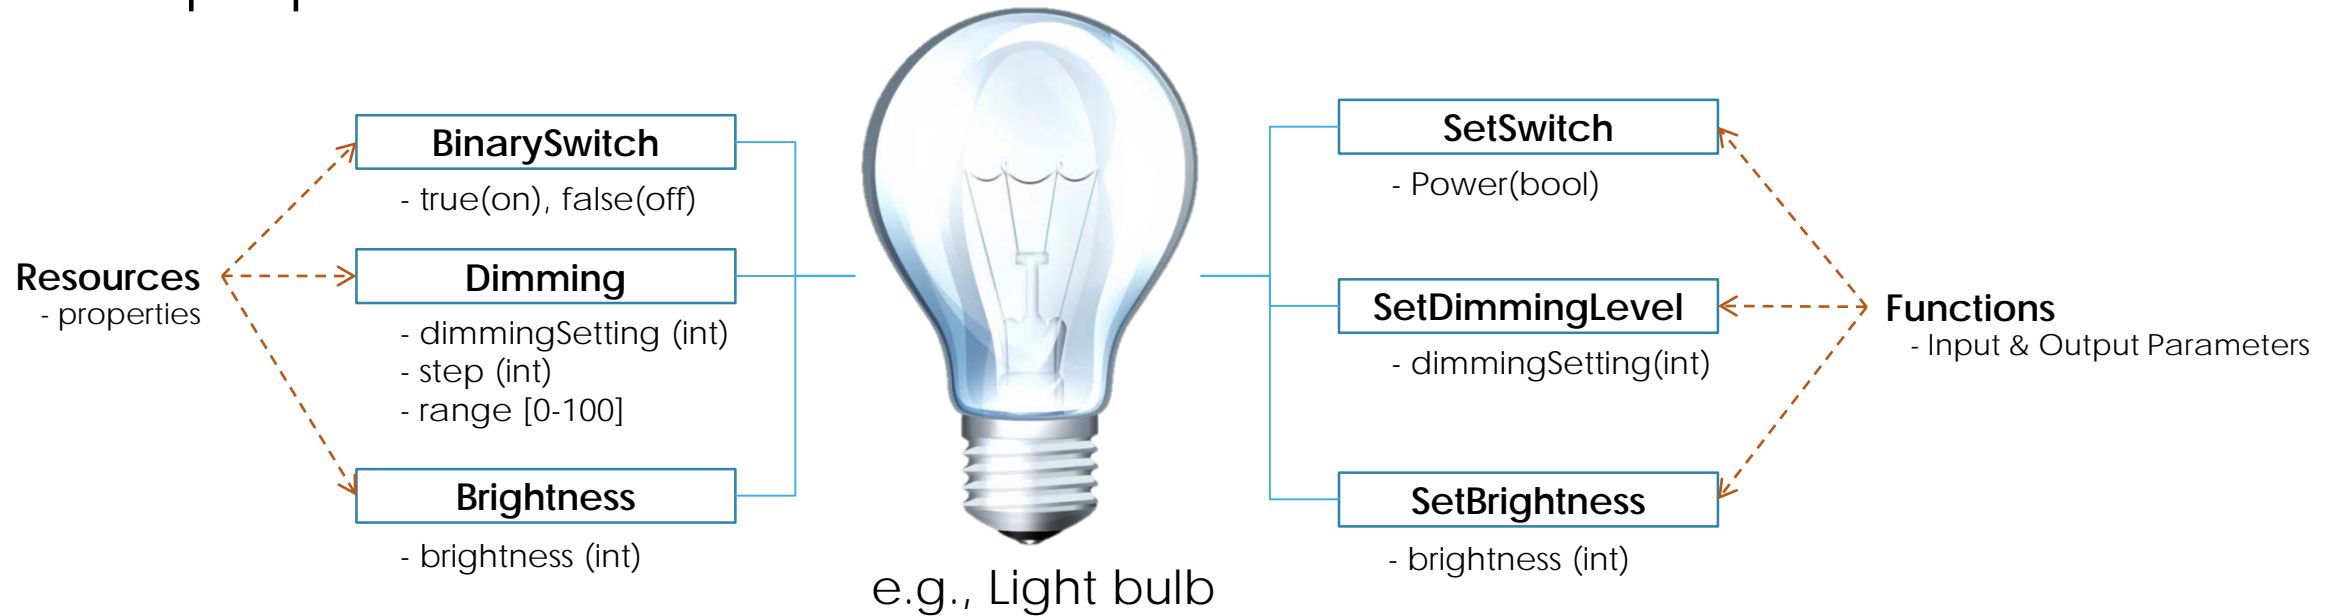 Resources
- properties
BinarySwitch
- true(on), false(off)
Dimming
- dimmingSetting (int)
- step (int)
- range [0-100]
Brightness
- brightness (int)
e.g., Light bulb
SetSwitch
- Power(bool)
SetDimmingLevel
- dimmingSetting(int)
SetBrightness
- brightness (int)
Functions
- Input & Output Parameters